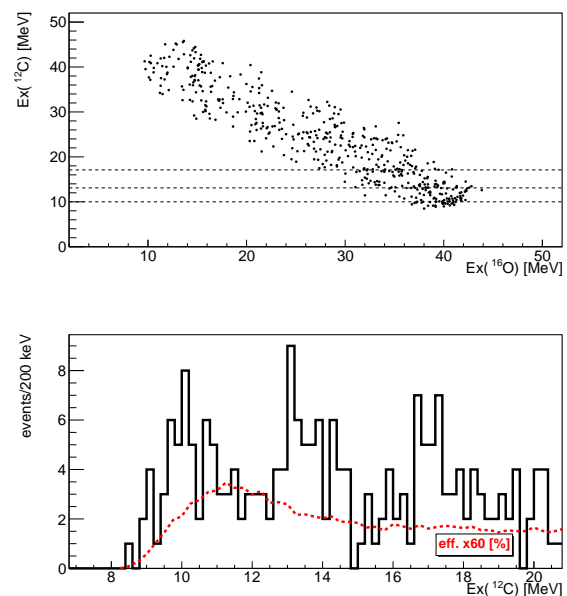 Ex(¹²C) [MeV]
50
40
30
20
10
0
10 20 30 40 50
Ex(¹⁶O) [MeV]
events/200 keV
8
6
4
2
0
eff. x60 [%]
8 10 12 14 16 18 20
Ex(¹²C) [MeV]